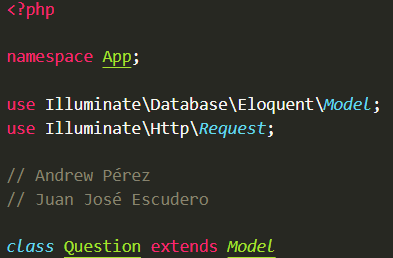 <?php
namespace App;
use Illuminate\Database\Eloquent\Model;
use Illuminate\Http\Request;
// Andrew Pérez
// Juan José Escudero
class Question extends Model